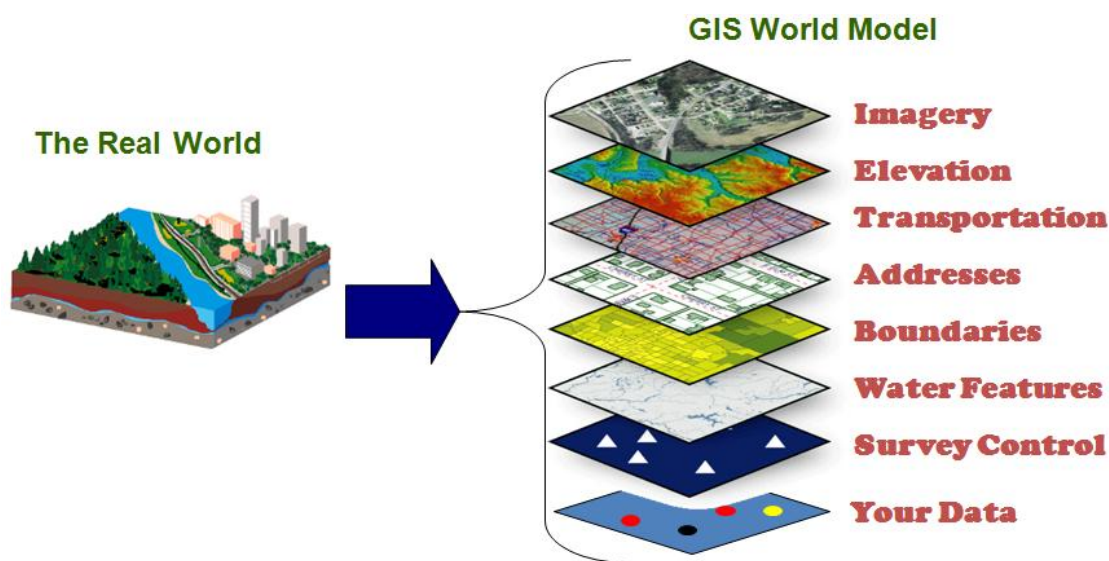 GIS World Model
The Real World
Imagery
Elevation
Transportation
Addresses
Boundaries
Water Features
Survey Control
Your Data